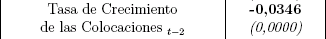 Tasa de Crecimiento -0,0346
de las Colocaciones t−2 (0,0000)